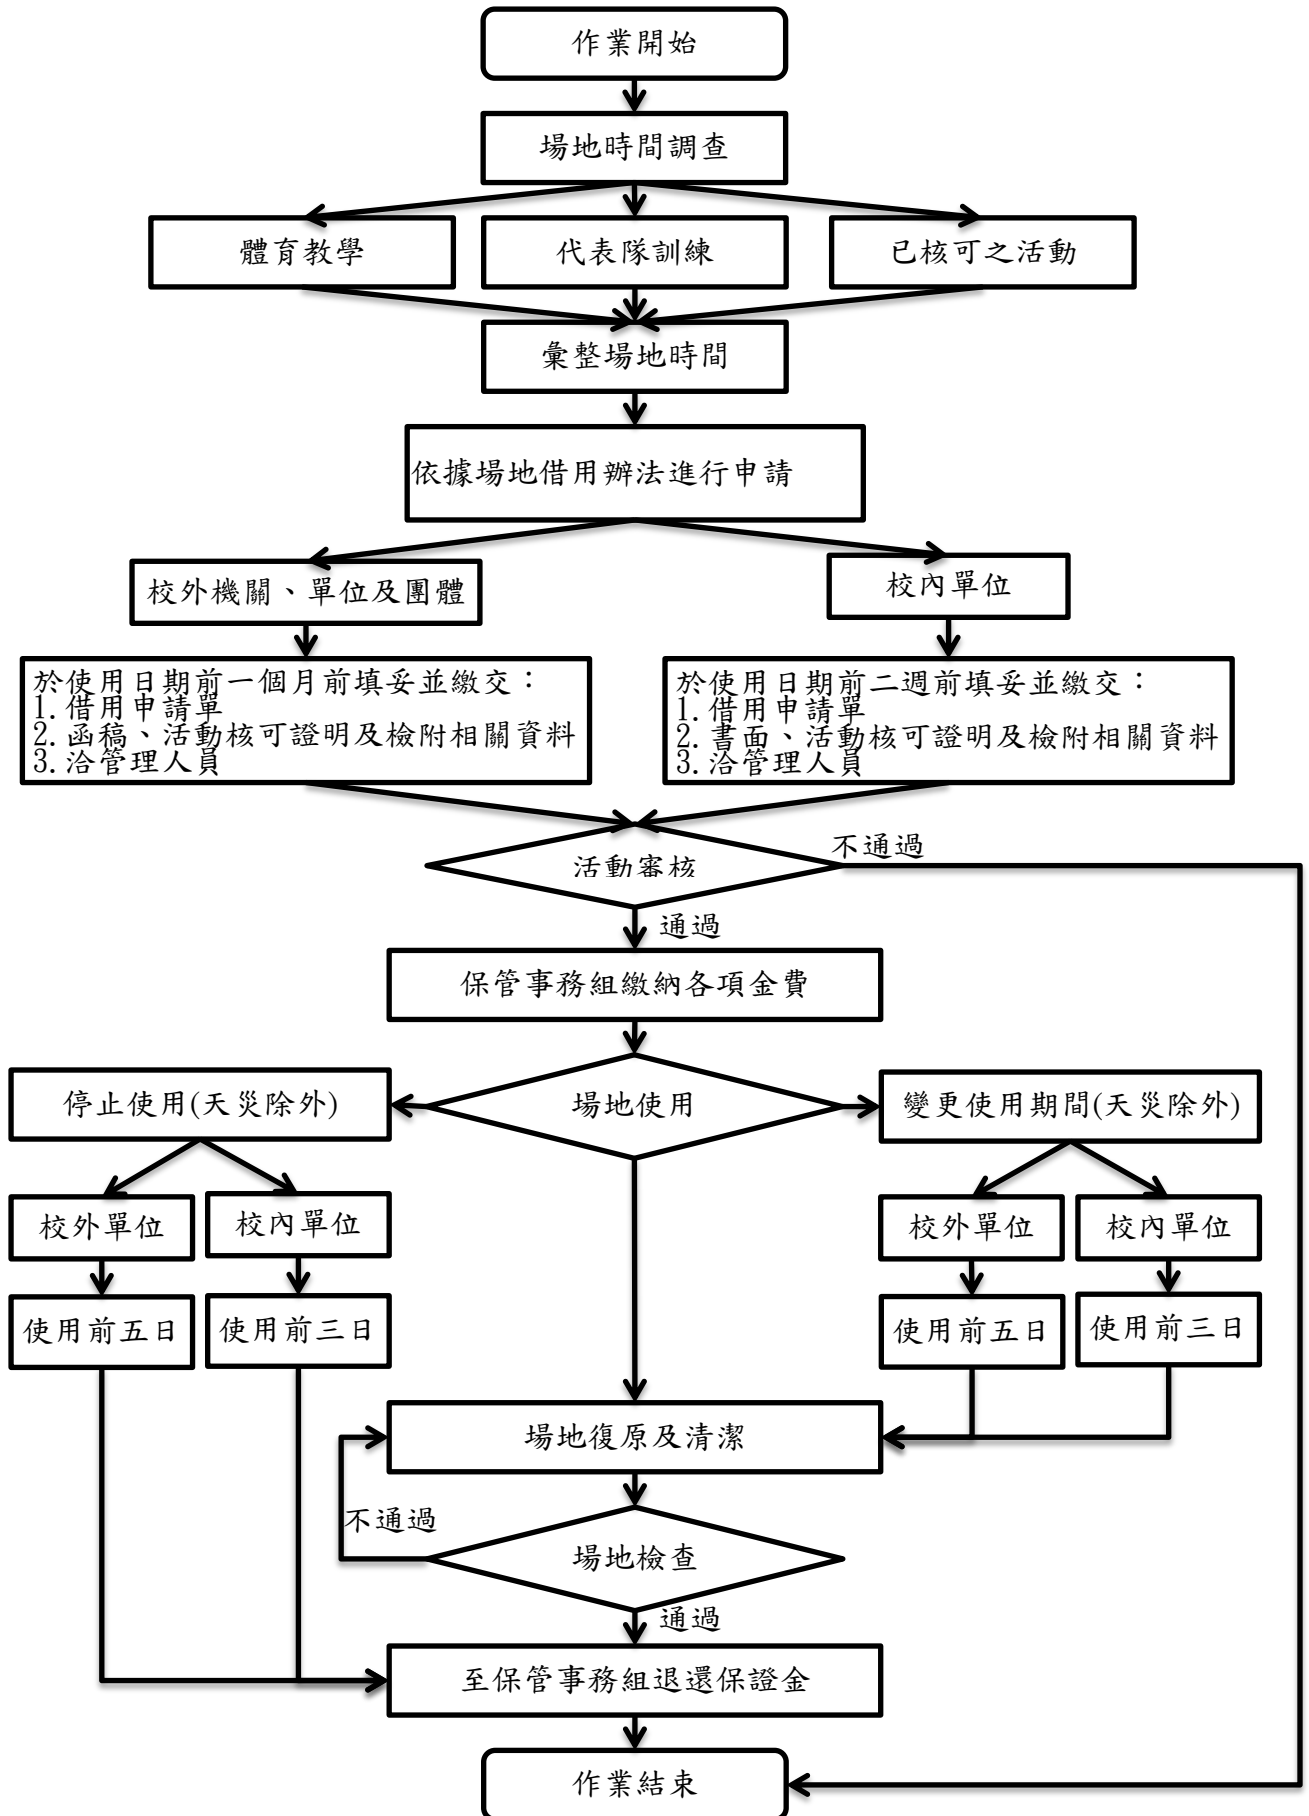 作業開始
場地時間調查
體育教學
代表隊訓練
已核可之活動
彙整場地時間
依據場地借用辦法進行申請
校外機關、單位及團體
校內單位
於使用日期前一個月前填妥並繳交：
1.借用申請單
2.函稿、活動核可證明及檢附相關資料
3.洽管理人員
於使用日期前二週前填妥並繳交：
1.借用申請單
2.書面、活動核可證明及檢附相關資料
3.洽管理人員
活動審核
不通過
通過
保管事務組繳納各項金費
停止使用(天災除外)
場地使用
變更使用期間(天災除外)
校外單位
校內單位
校外單位
校內單位
使用前五日
使用前三日
使用前五日
使用前三日
場地復原及清潔
不通過
場地檢查
通過
至保管事務組退還保證金
作業結束